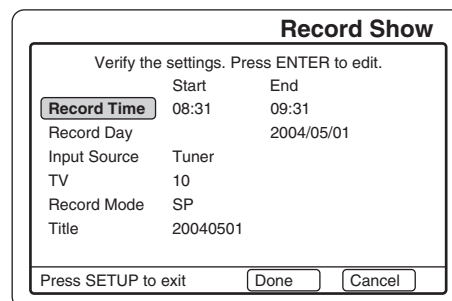 Record Show
Verify the settings. Press ENTER to edit.
Start End
Record Time 08:31 09:31
Record Day 2004/05/01
Input Source Tuner
TV 10
Record Mode SP
Title 20040501
Press SETUP to exit Done Cancel